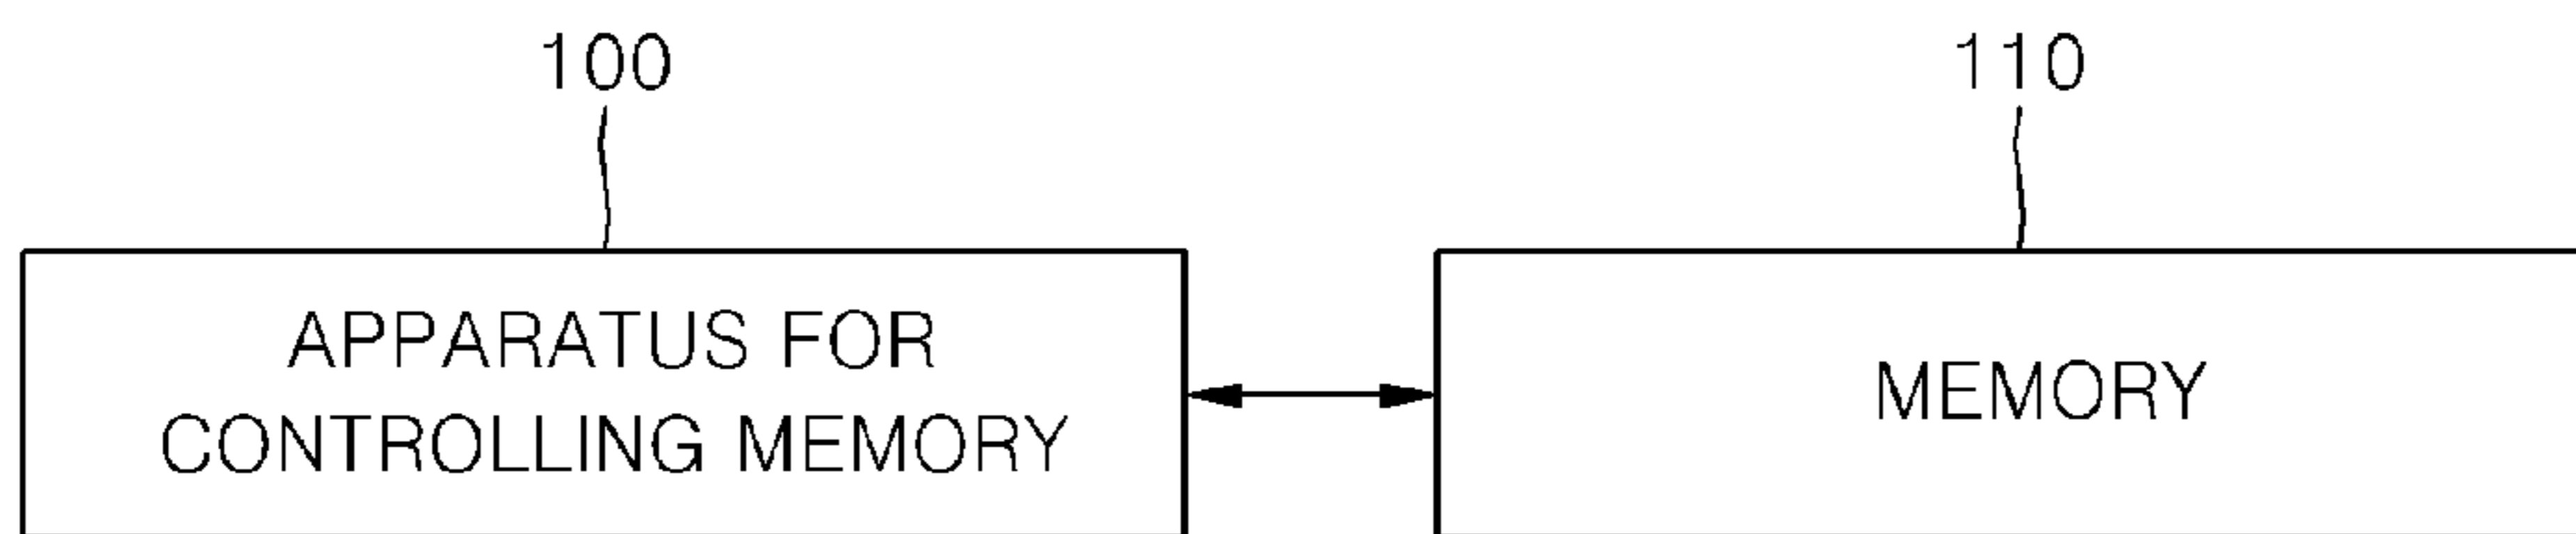 100
110
APPARATUS FOR
CONTROLLING MEMORY
MEMORY